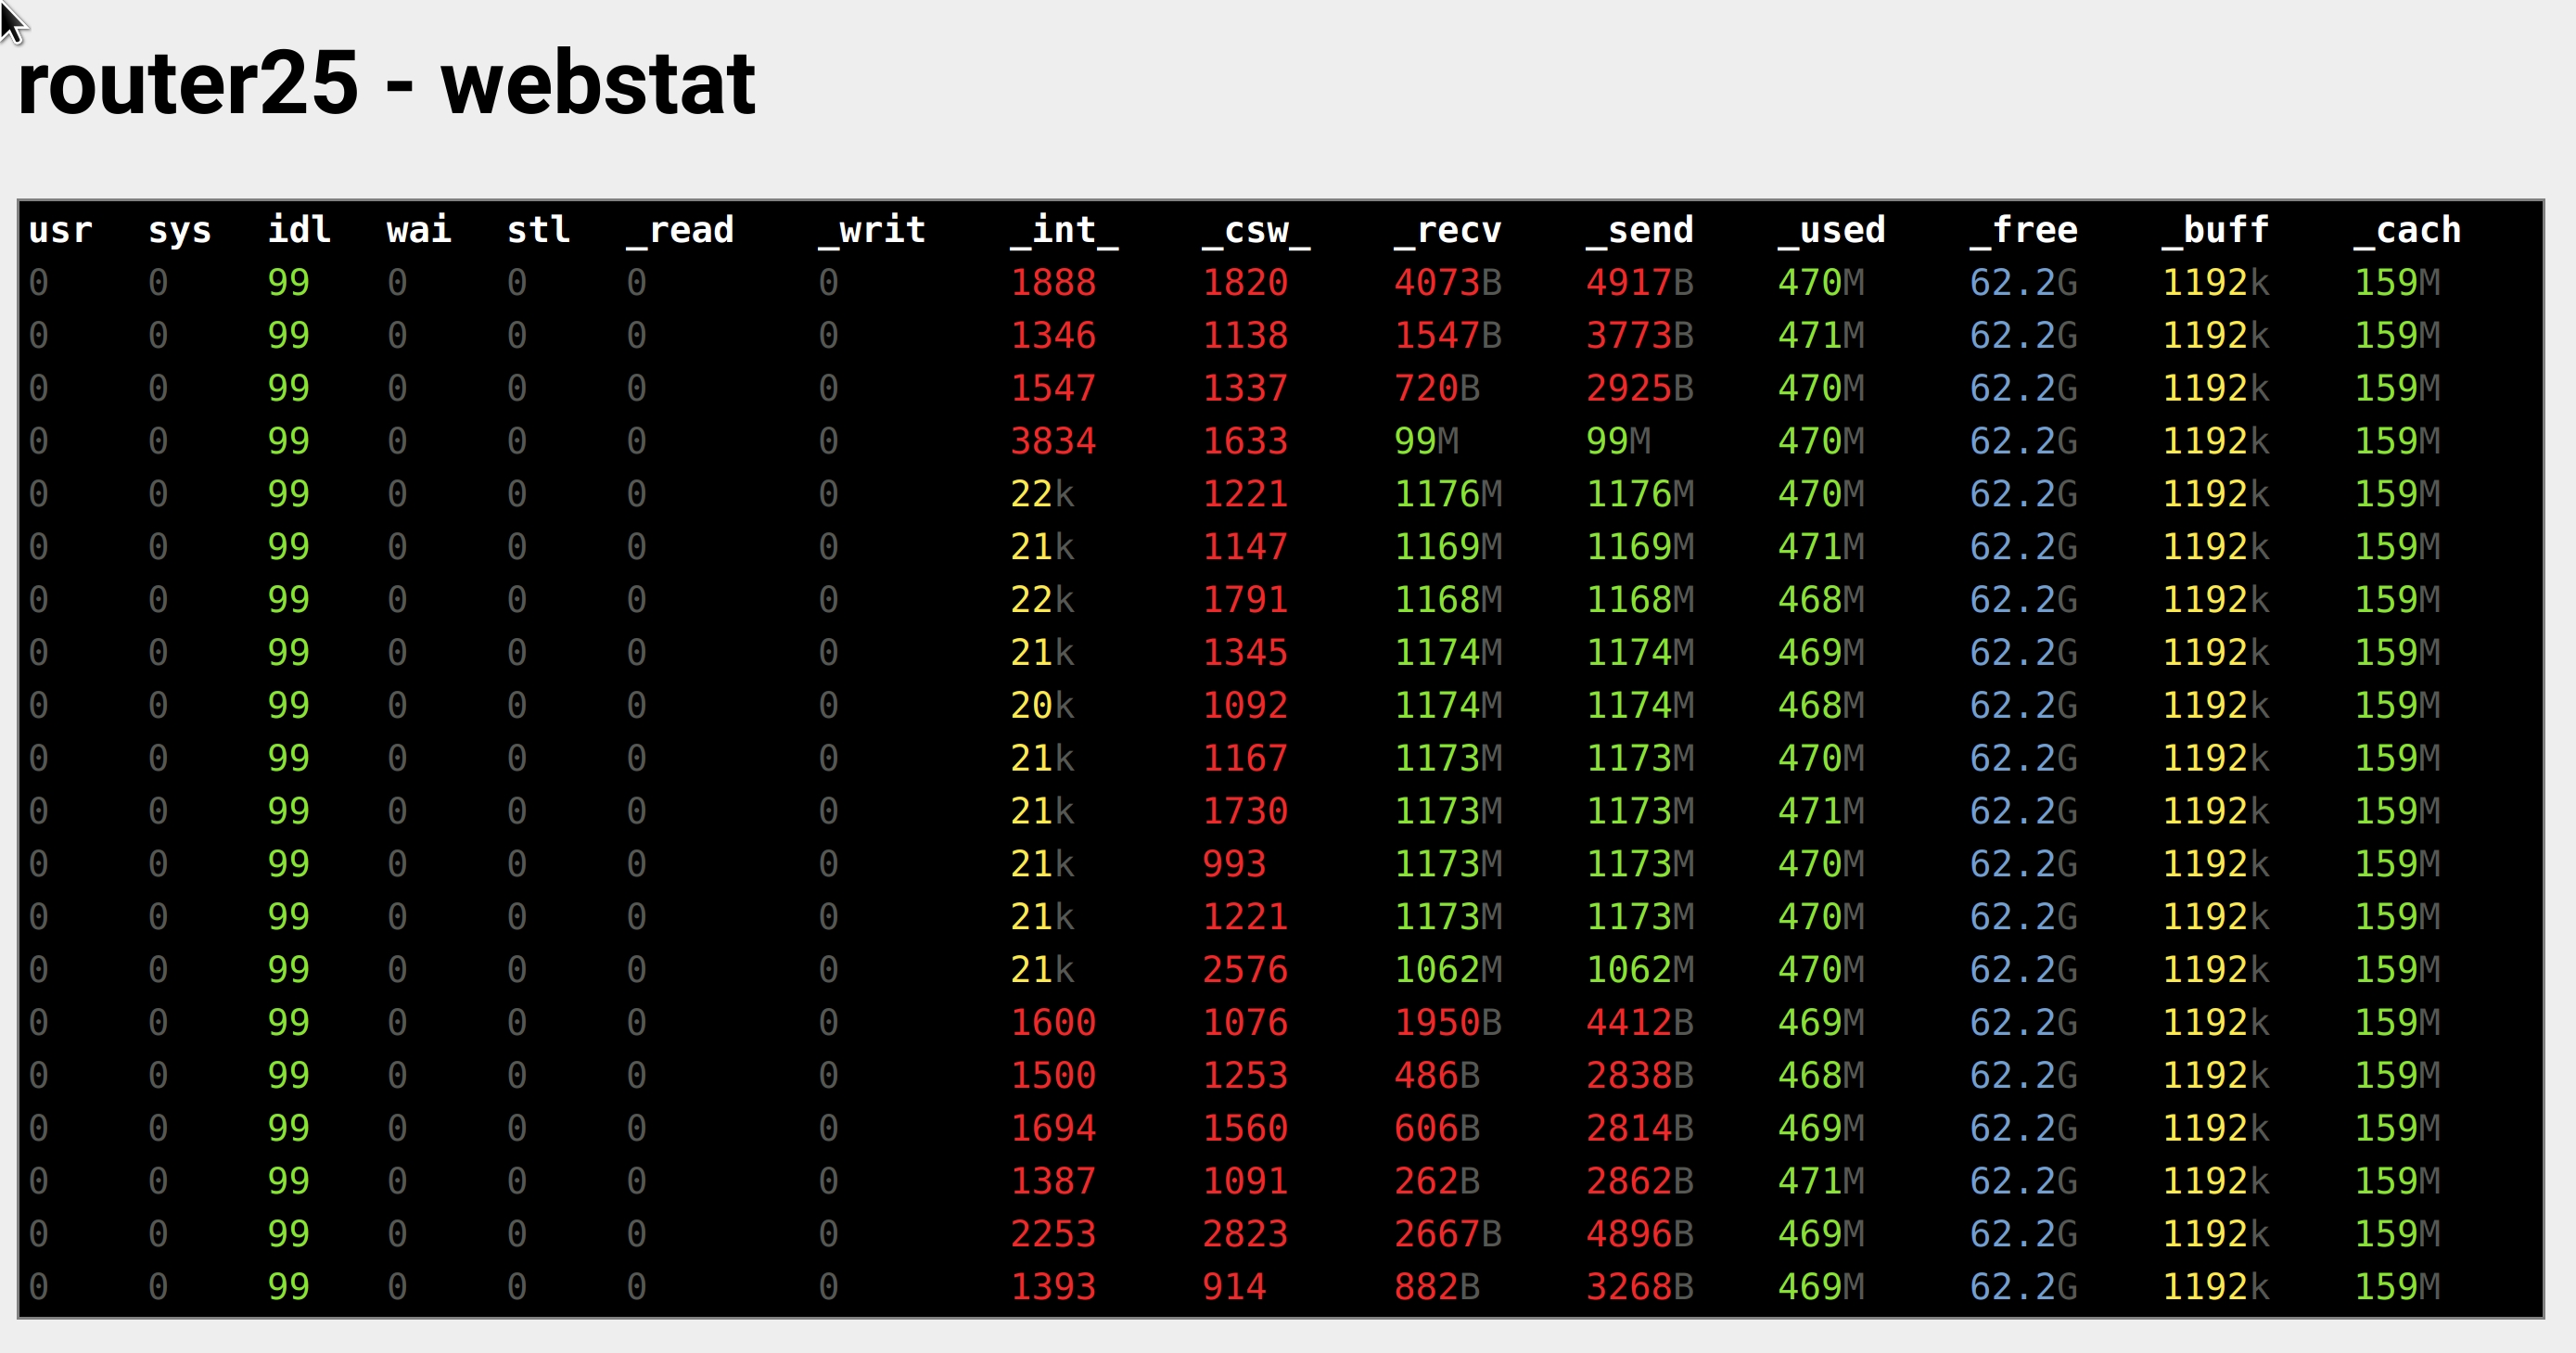 router25 - webstat
usr sys idl wai stl _read _writ _int_ _csw_ _recv _send _used _free _buff _cach
0 0 99 0 0 0 0 1888 1820 4073B 4917B 470M 62.2G 1192k 159M
0 0 99 0 0 0 0 1346 1138 1547B 3773B 471M 62.2G 1192k 159M
0 0 99 0 0 0 0 1547 1337 720B 2925B 470M 62.2G 1192k 159M
0 0 99 0 0 0 0 3834 1633 99M 99M 470M 62.2G 1192k 159M
0 0 99 0 0 0 0 22k 1221 1176M 1176M 470M 62.2G 1192k 159M
0 0 99 0 0 0 0 21k 1147 1169M 1169M 471M 62.2G 1192k 159M
0 0 99 0 0 0 0 22k 1791 1168M 1168M 468M 62.2G 1192k 159M
0 0 99 0 0 0 0 21k 1345 1174M 1174M 469M 62.2G 1192k 159M
0 0 99 0 0 0 0 20k 1092 1174M 1174M 468M 62.2G 1192k 159M
0 0 99 0 0 0 0 21k 1167 1173M 1173M 470M 62.2G 1192k 159M
0 0 99 0 0 0 0 21k 1730 1173M 1173M 471M 62.2G 1192k 159M
0 0 99 0 0 0 0 21k 993 1173M 1173M 470M 62.2G 1192k 159M
0 0 99 0 0 0 0 21k 1221 1173M 1173M 470M 62.2G 1192k 159M
0 0 99 0 0 0 0 21k 2576 1062M 1062M 470M 62.2G 1192k 159M
0 0 99 0 0 0 0 1600 1076 1950B 4412B 469M 62.2G 1192k 159M
0 0 99 0 0 0 0 1500 1253 486B 2838B 468M 62.2G 1192k 159M
0 0 99 0 0 0 0 1694 1560 606B 2814B 469M 62.2G 1192k 159M
0 0 99 0 0 0 0 1387 1091 262B 2862B 471M 62.2G 1192k 159M
0 0 99 0 0 0 0 2253 2823 2667B 4896B 469M 62.2G 1192k 159M
0 0 99 0 0 0 0 1393 914 882B 3268B 469M 62.2G 1192k 159M